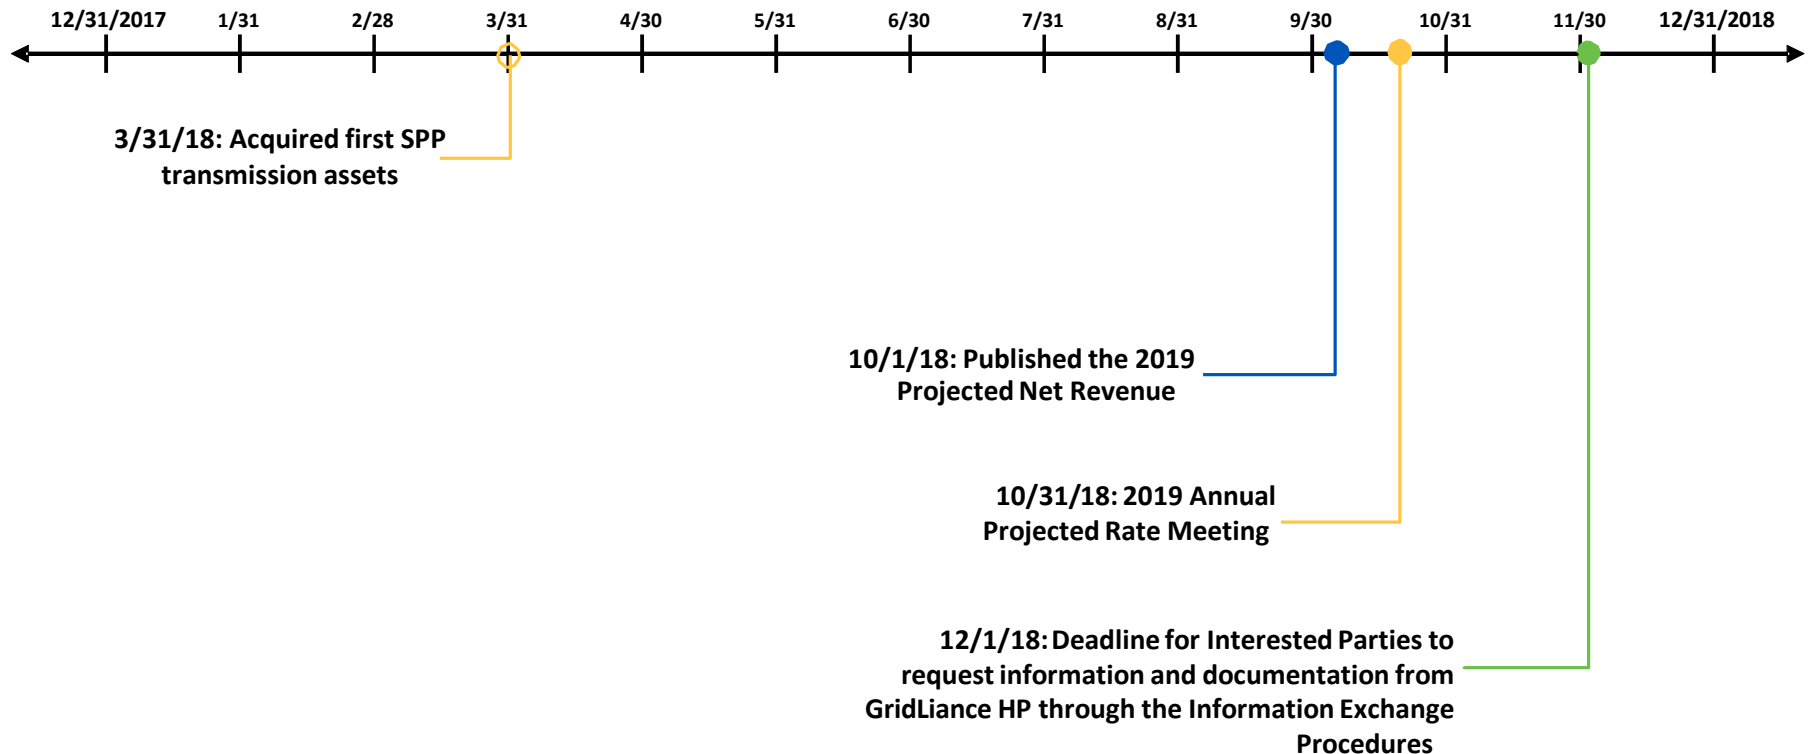 12/31/2017 1/31 2/28 3/31 4/30 5/31 6/30 7/31 8/31 9/30 10/31 11/30 12/31/2018
3/31/18: Acquired first SPP
transmission assets
10/1/18: Published the 2019
Projected Net Revenue
10/31/18: 2019 Annual
Projected Rate Meeting
12/1/18: Deadline for Interested Parties to
request information and documentation from
GridLiance HP through the Information Exchange
Procedures